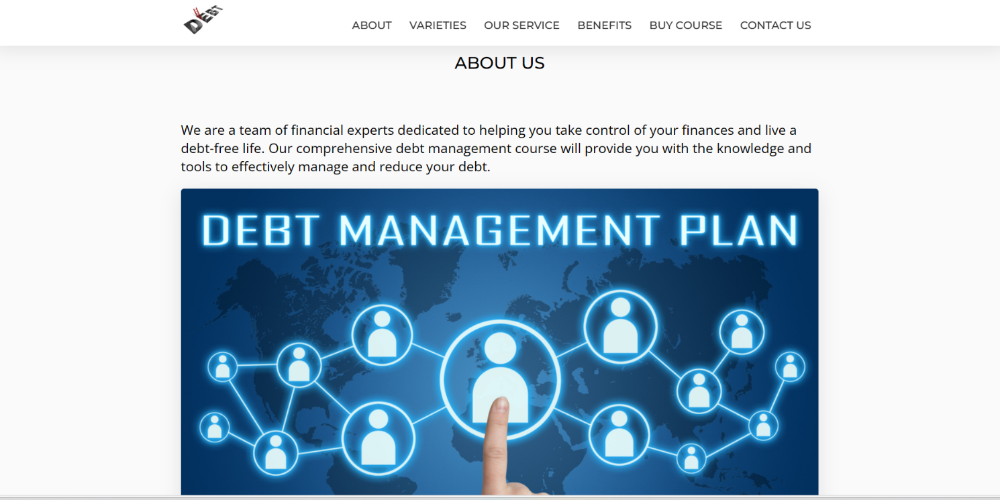 DEBT
ABOUT
VARIETIES
OUR SERVICE
BENEFITS
BUY COURSE
CONTACT US
ABOUT US
We are a team of financial experts dedicated to helping you take control of your finances and live a
debt-free life. Our comprehensive debt management course will provide you with the knowledge and
tools to effectively manage and reduce your debt.
DEBT MANAGEMENT PLAN